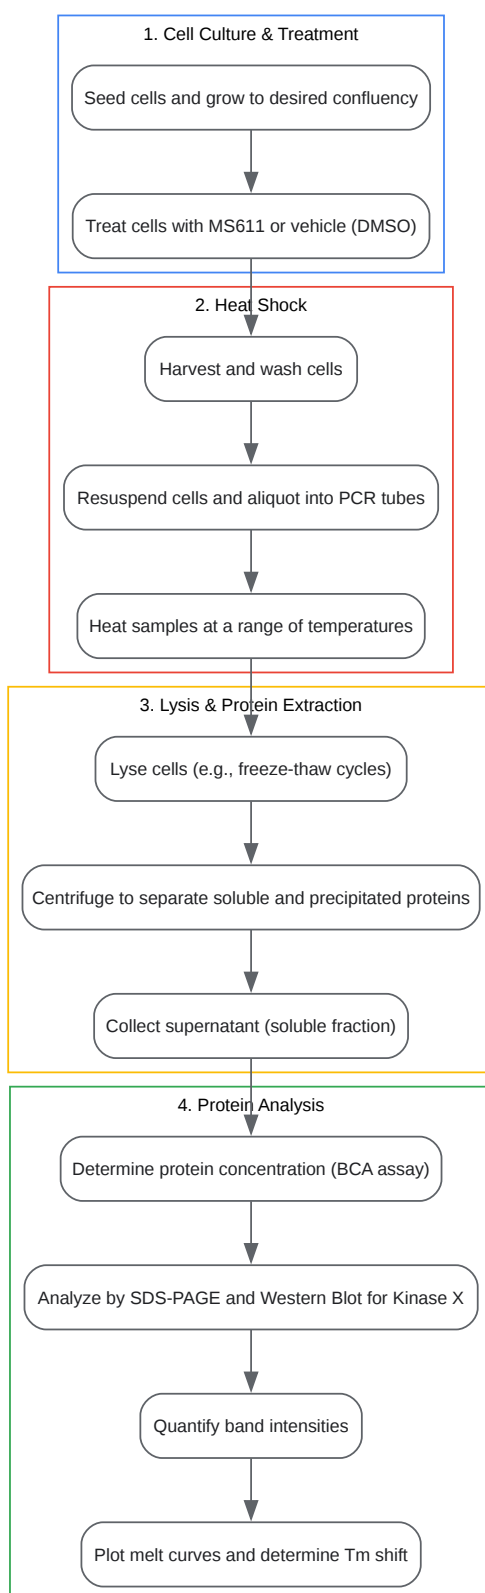 1. Cell Culture & Treatment
Seed cells and grow to desired confluency
Treat cells with MS611 or vehicle (DMSO)
2. Heat Shock
Harvest and wash cells
Resuspend cells and aliquot into PCR tubes
Heat samples at a range of temperatures
3. Lysis & Protein Extraction
Lyse cells (e.g., freeze-thaw cycles)
Centrifuge to separate soluble and precipitated proteins
Collect supernatant (soluble fraction)
4. Protein Analysis
Determine protein concentration (BCA assay)
Analyze by SDS-PAGE and Western Blot for Kinase X
Quantify band intensities
Plot melt curves and determine Tm shift